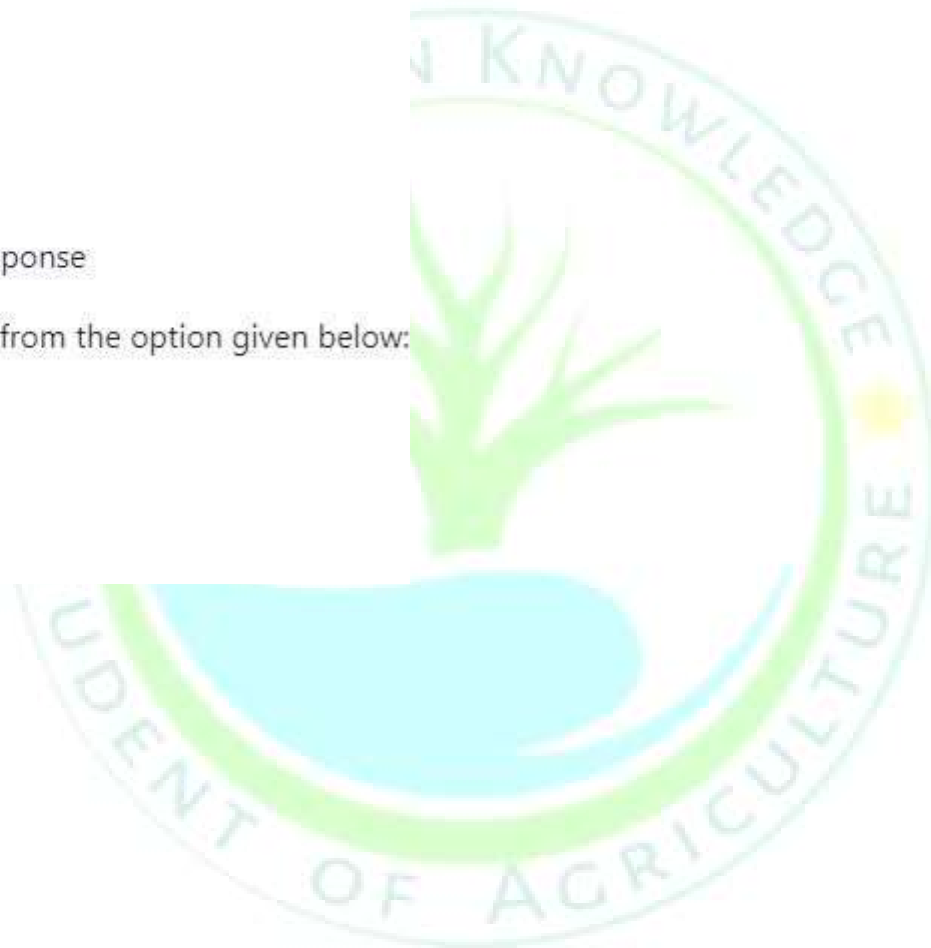 N KNOWLEDGE
ponse
from the option given below:
UDENT OF AGRICULTURE